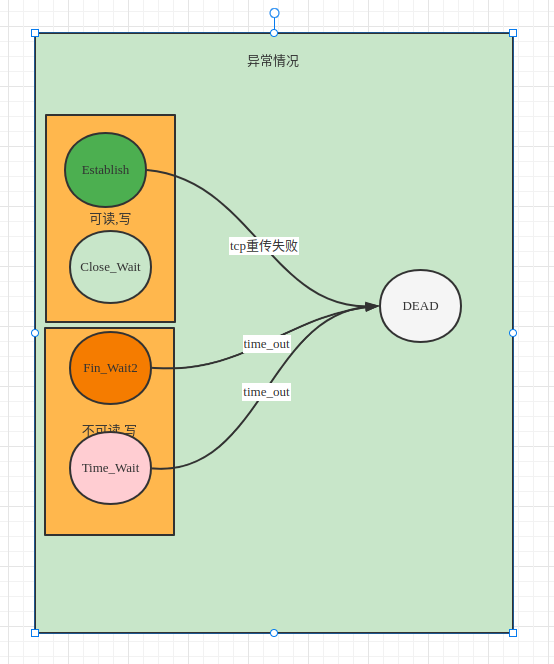 异常情况
Establish
可读,写
Close_Wait
tcp重传失败
DEAD
time_out
Fin_Wait2
time_out
不可读,写
Time_Wait